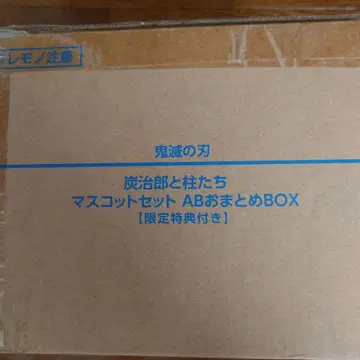 レモノ注意
鬼滅の刃
炭治郎と柱たち
マスコットセット ABおまとめBOX
【限定特典付き】